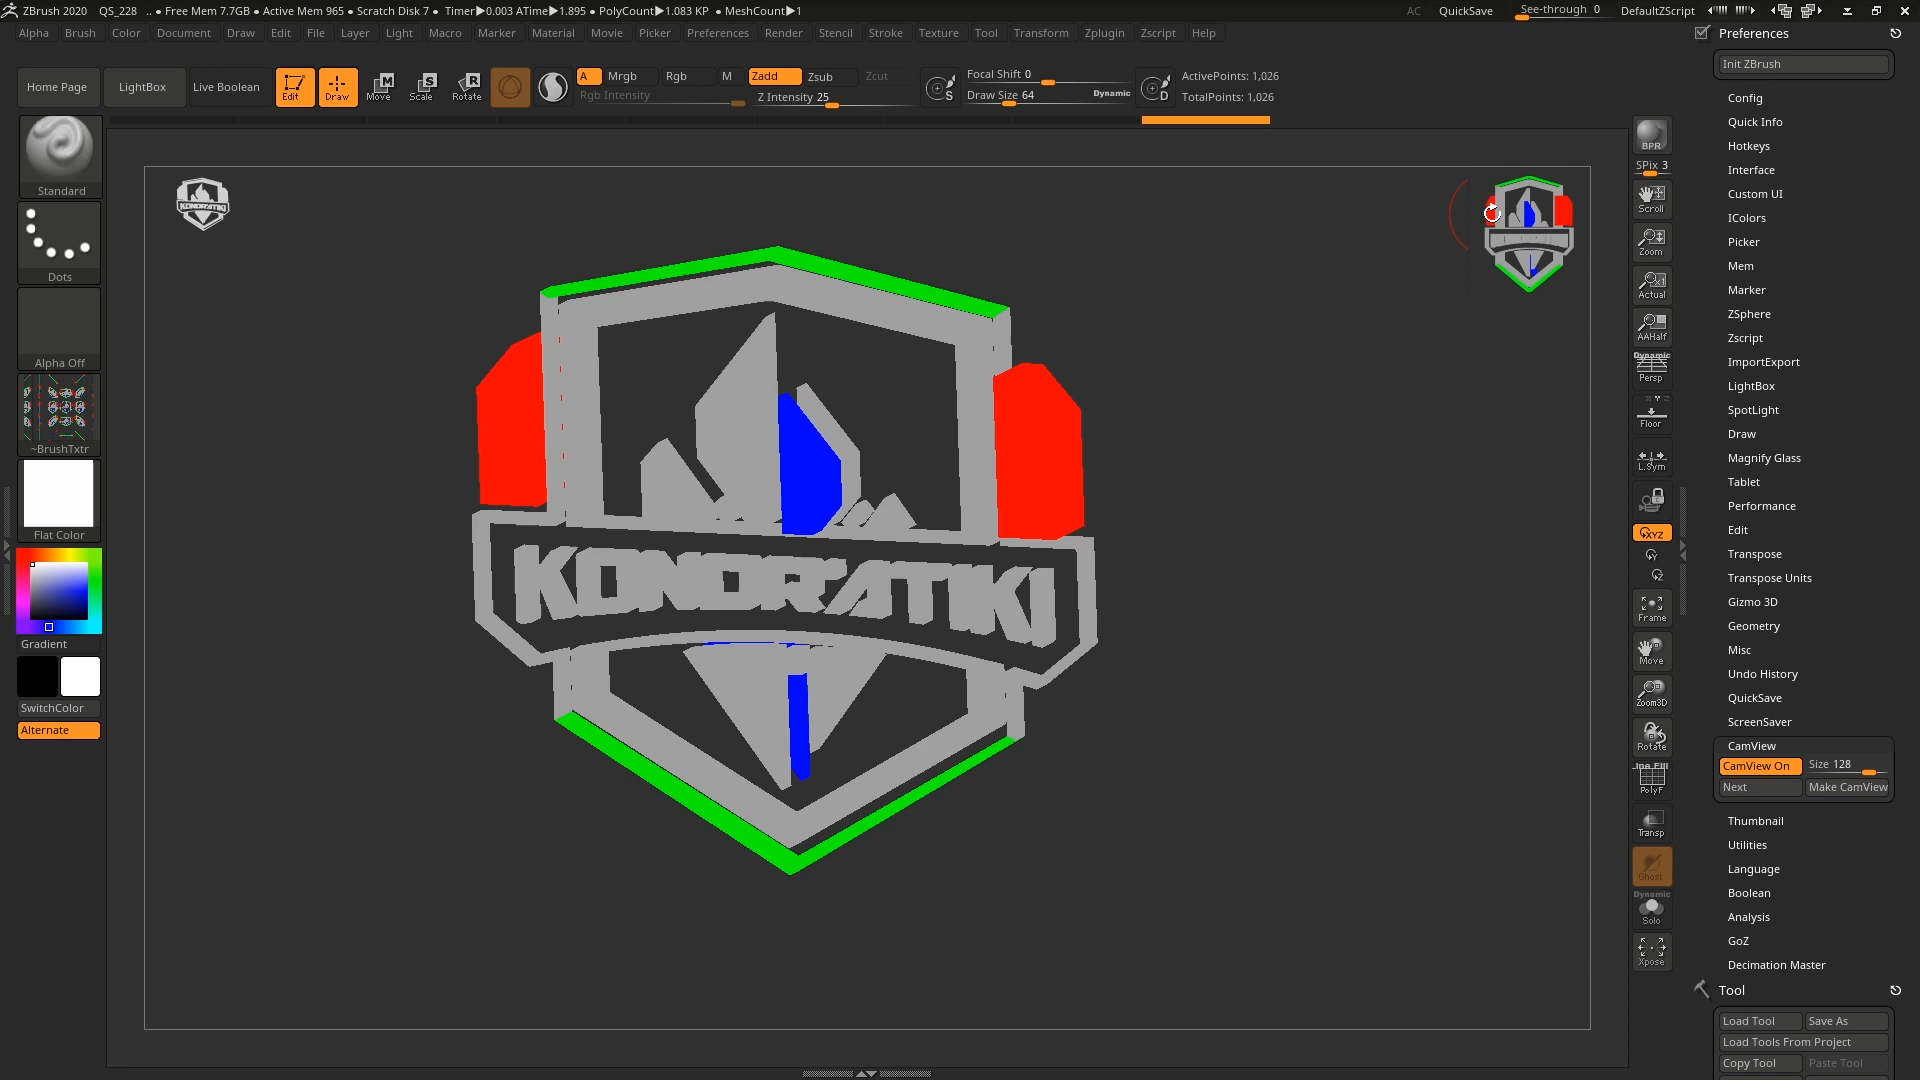 ZBrush 2020 QS_228 .. • Free Mem 7.7GB • Active Mem 965 • Scratch Disk 7 • Timer▶0.003 ATime▶1.895 • PolyCount▶1.083 KP • MeshCount▶1 AC QuickSave See-through 0 DefaultZScript
Alpha Brush Color Document Draw Edit File Layer Light Macro Marker Material Movie Picker Preferences Render Stencil Stroke Texture Tool Transform Zplugin Zscript Help
Home Page LightBox Live Boolean Edit Draw Move Scale Rotate
A Mrgb Rgb M Zadd Zsub Zcut
Rgb Intensity Z Intensity 25
S Focal Shift 0
Draw Size 64 Dynamic
D ActivePoints: 1,026
TotalPoints: 1,026
Standard
Dots
Alpha Off
~BrushTxtr
Flat Color
Gradient
SwitchColor
Alternate
KONDRATIKI
KONDRATIKI
BPR
SPix 3
Scroll
Zoom
Actual
AAHalf
Dynamic
Persp
Floor
L.Sym
XYZ
Y
Z
Frame
Move
Zoom3D
Rotate
Line Fill
PolyF
Transp
Ghost
Dynamic
Solo
Xpose
Preferences
Init ZBrush
Config
Quick Info
Hotkeys
Interface
Custom UI
IColors
Picker
Mem
Marker
ZSphere
Zscript
ImportExport
LightBox
SpotLight
Draw
Magnify Glass
Tablet
Performance
Edit
Transpose
Transpose Units
Gizmo 3D
Geometry
Misc
Undo History
QuickSave
ScreenSaver
CamView
CamView On Size 128
Next Make CamView
Thumbnail
Utilities
Language
Boolean
Analysis
GoZ
Decimation Master
Tool
Load Tool Save As
Load Tools From Project
Copy Tool Paste Tool